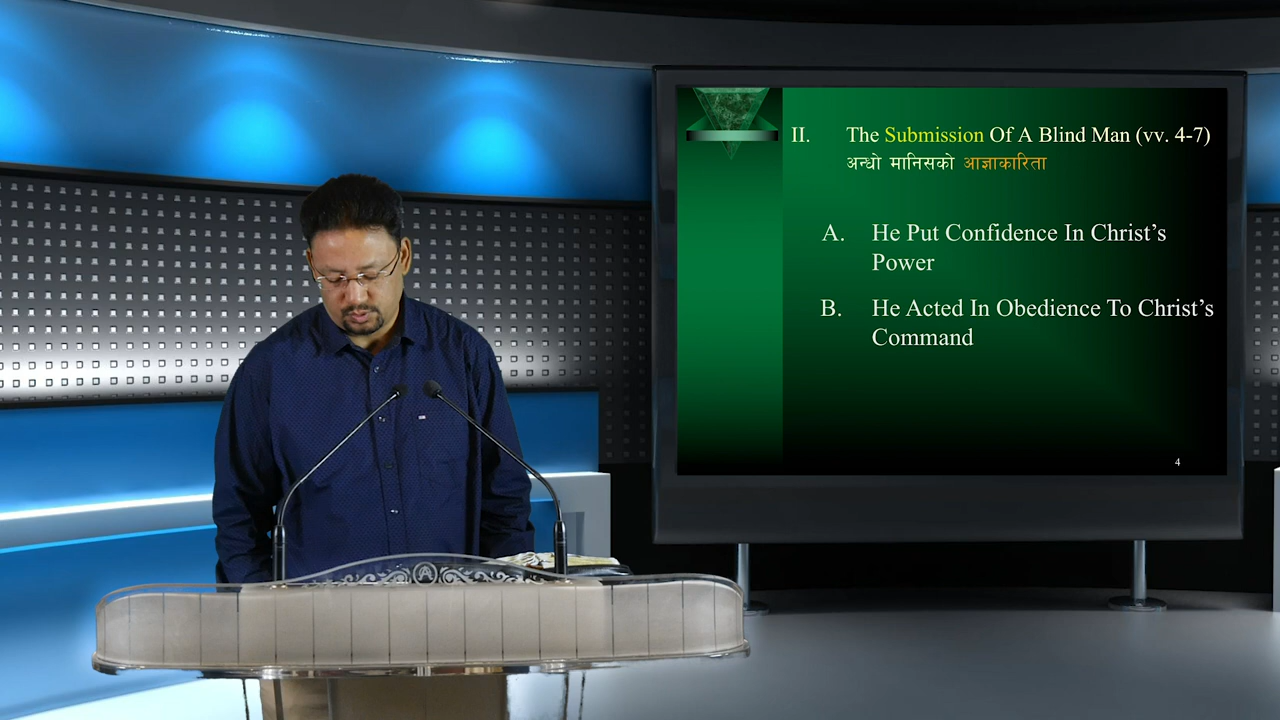 II. The Submission Of A Blind Man (vv. 4-7)
अन्धो मानिसको आज्ञाकारिता
A. He Put Confidence In Christ’s
Power
B. He Acted In Obedience To Christ’s
Command
4